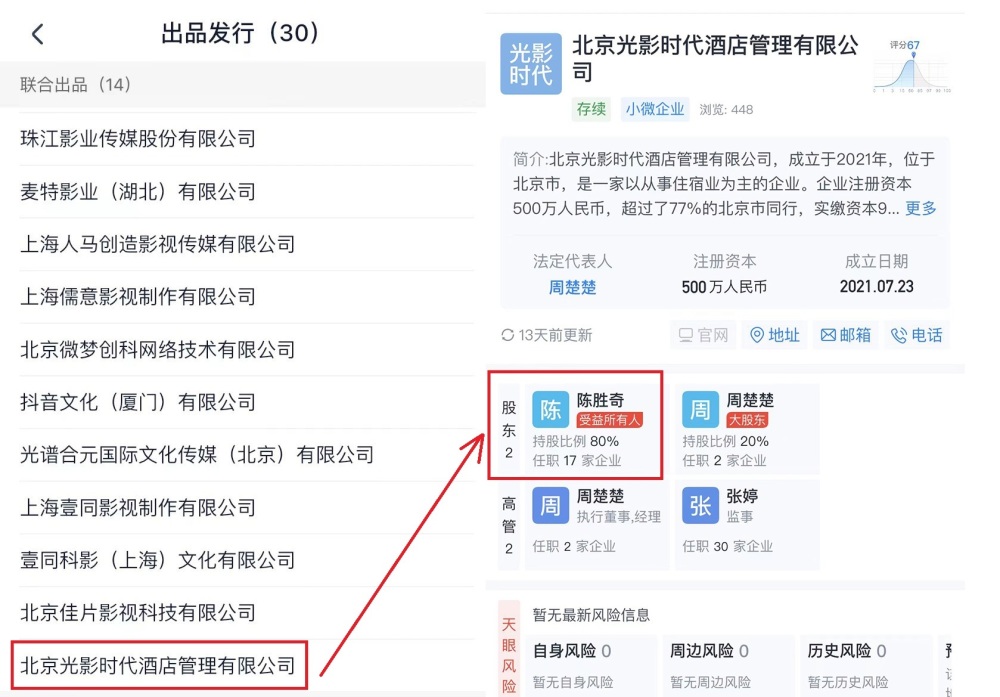 出品发行（30）
联合出品（14）
珠江影业传媒股份有限公司
麦特影业（湖北）有限公司
上海人马创造影视传媒有限公司
上海儒意影视制作有限公司
北京微梦创科网络技术有限公司
抖音文化（厦门）有限公司
光谱合元国际文化传媒（北京）有限公司
上海壹同影视制作有限公司
壹同科影（上海）文化有限公司
北京佳片影视科技有限公司
北京光影时代酒店管理有限公司
光影
时代
北京光影时代酒店管理有限公
司
评分67
存续 小微企业 浏览: 448
简介:北京光影时代酒店管理有限公司，成立于2021年，位于
北京市，是一家以从事住宿业为主的企业。企业注册资本
500万人民币，超过了77%的北京市同行，实缴资本9... 更多
法定代表人 注册资本 成立日期
周楚楚 500万人民币 2021.07.23
13天前更新 官网 地址 邮箱 电话
股东2
陈 陈胜奇
受益所有人
持股比例 80%
任职 17 家企业
周 周楚楚
大股东
持股比例 20%
任职 2 家企业
高管2
周 周楚楚
执行董事,经理
任职 2 家企业
张 张婷
监事
任职 30 家企业
天眼风险
暂无最新风险信息
自身风险 0 周边风险 0 历史风险 0
暂无自身风险 暂无周边风险 暂无历史风险